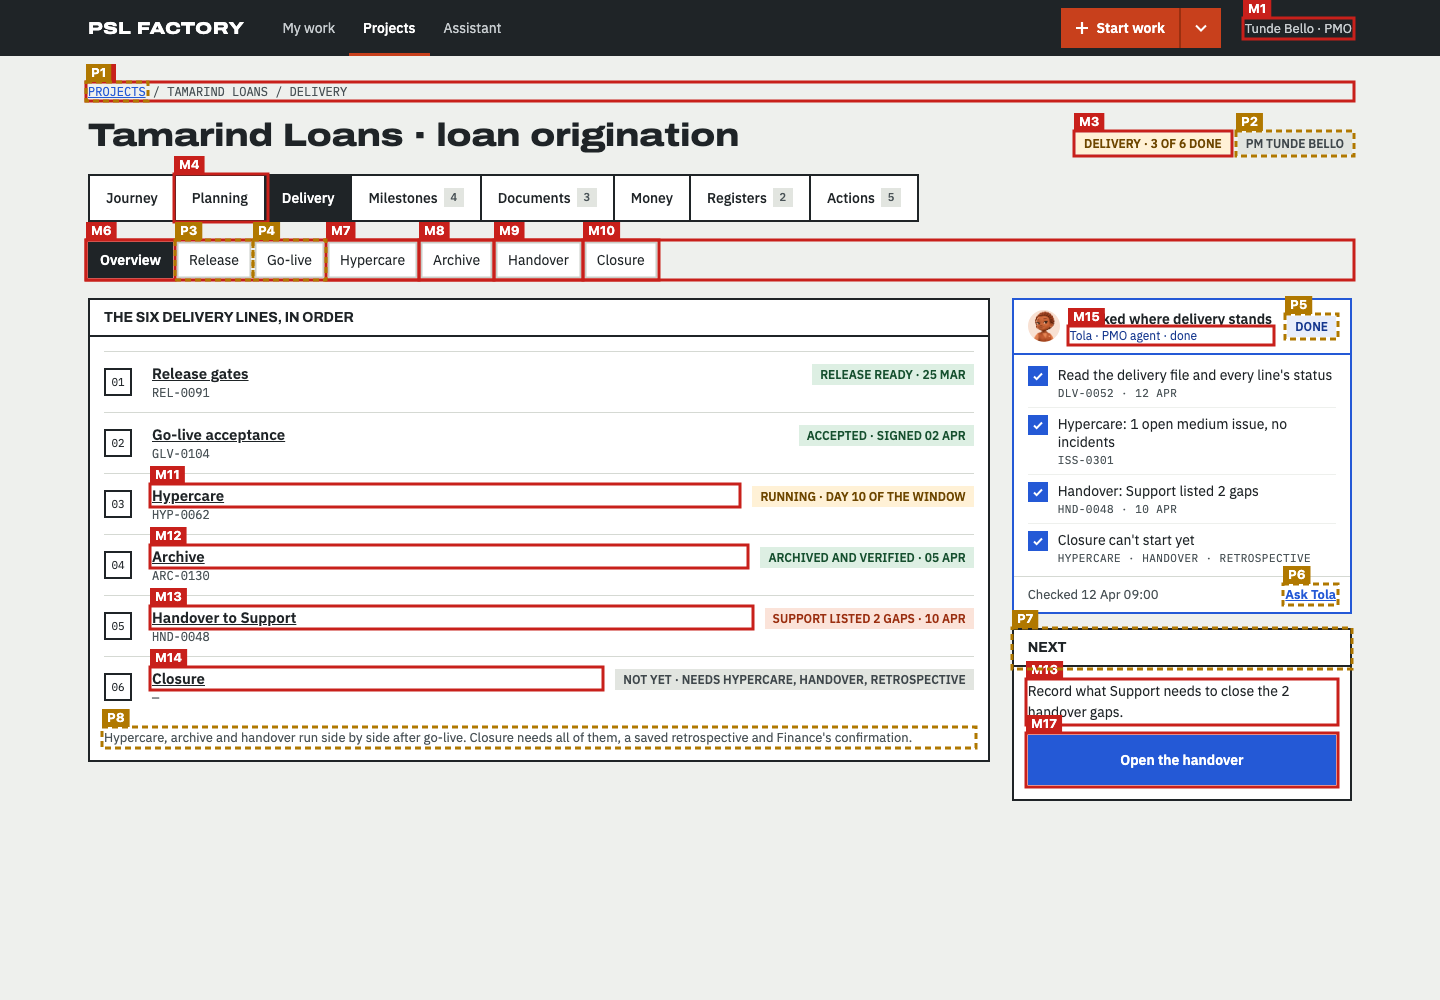 PSL FACTORY
My work
Projects
Assistant
+ Start work
M1
Tunde Bello · PMO
P1
PROJECTS / TAMARIND LOANS / DELIVERY
Tamarind Loans · loan origination
M3
DELIVERY · 3 OF 6 DONE
P2
PM TUNDE BELLO
M4
Journey
Planning
Delivery
Milestones 4
Documents 3
Money
Registers 2
Actions 5
M6
P3
P4
M7
M8
M9
M10
Overview
Release
Go-live
Hypercare
Archive
Handover
Closure
THE SIX DELIVERY LINES, IN ORDER
01
Release gates
REL-0091
RELEASE READY · 25 MAR
02
Go-live acceptance
GLV-0104
ACCEPTED · SIGNED 02 APR
M11
03
Hypercare
HYP-0062
RUNNING · DAY 10 OF THE WINDOW
M12
04
Archive
ARC-0130
ARCHIVED AND VERIFIED · 05 APR
M13
05
Handover to Support
HND-0048
SUPPORT LISTED 2 GAPS · 10 APR
M14
06
Closure
—
NOT YET · NEEDS HYPERCARE, HANDOVER, RETROSPECTIVE
P8
Hypercare, archive and handover run side by side after go-live. Closure needs all of them, a saved retrospective and Finance's confirmation.
M15
where delivery stands
Tola · PMO agent · done
P5
DONE
Read the delivery file and every line's status
DLV-0052 · 12 APR
Hypercare: 1 open medium issue, no
incidents
ISS-0301
Handover: Support listed 2 gaps
HND-0048 · 10 APR
Closure can't start yet
HYPERCARE · HANDOVER · RETROSPECTIVE
P6
Checked 12 Apr 09:00
Ask Tola
P7
NEXT
Record what Support needs to close the 2
handover gaps.
M17
Open the handover